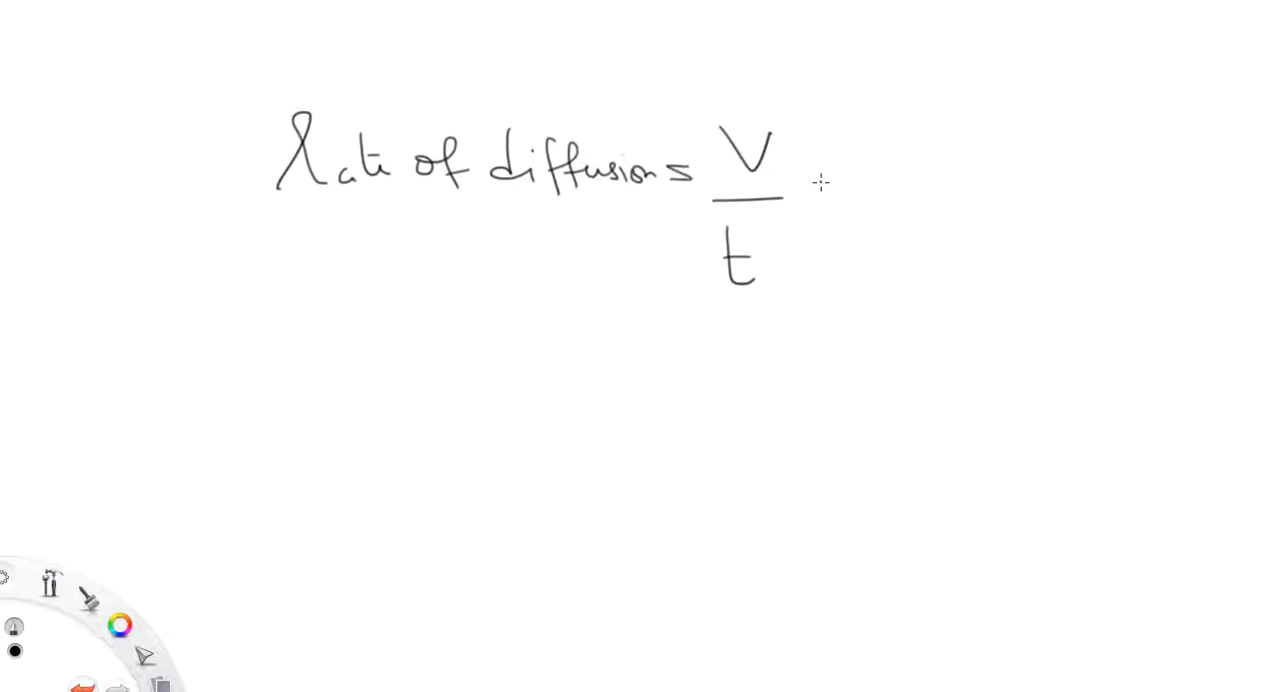 Rate of diffusion = V/t